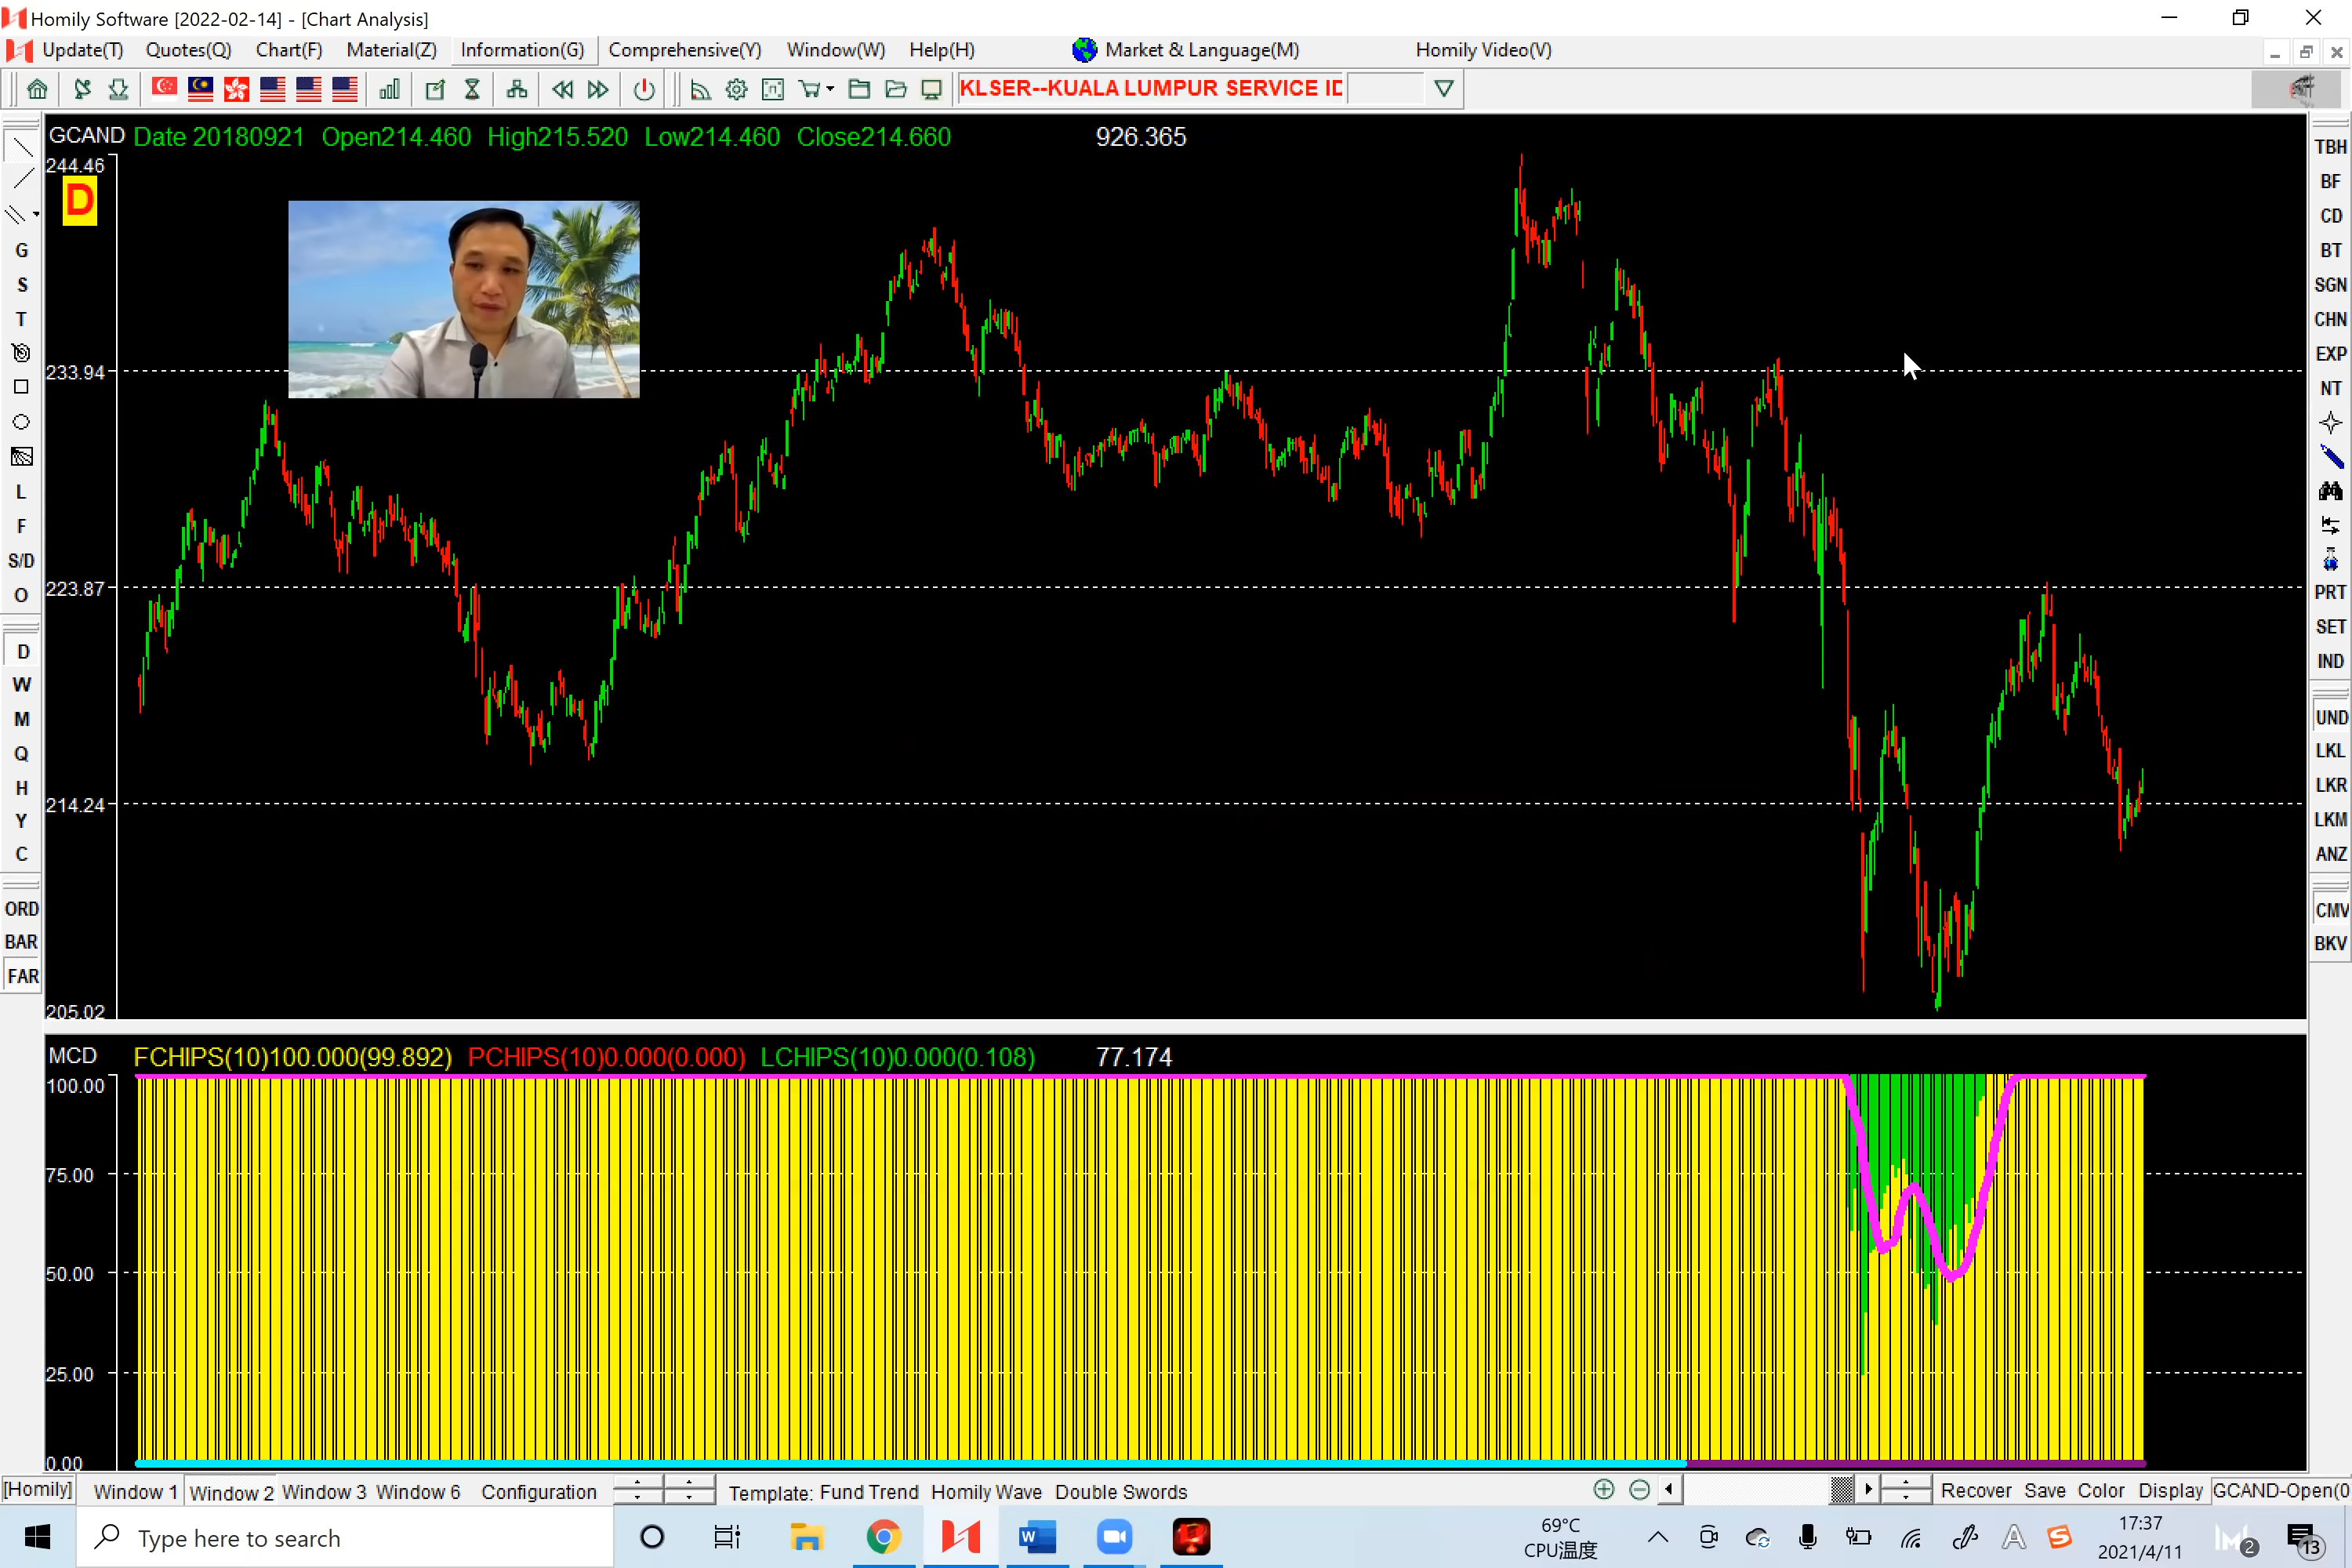 Homily Software [2022-02-14] - [Chart Analysis]
Update(T) Quotes(Q) Chart(F) Material(Z) Information(G) Comprehensive(Y) Window(W) Help(H) Market & Language(M) Homily Video(V)
KLSER--KUALA LUMPUR SERVICE
GCAND Date 20180921 Open214.460 High215.520 Low214.460 Close214.660 926.365
244.46
D
233.94
223.87
214.24
205.02
G
S
T
L
F
S/D
O
D
W
M
Q
H
Y
C
ORD
BAR
FAR
TBH
BF
CD
BT
SGN
CHN
EXP
NT
PRT
SET
IND
UND
LKL
LKR
LKM
ANZ
CMV
BKV
MCD FCHIPS(10)100.000(99.892) PCHIPS(10)0.000(0.000) LCHIPS(10)0.000(0.108) 77.174
100.00
75.00
50.00
25.00
0.00
[Homily] Window 1 Window 2 Window 3 Window 6 Configuration Template: Fund Trend Homily Wave Double Swords Recover Save Color Display GCAND-Open(0
Type here to search
69°C
CPU温度
17:37
2021/4/11
2
13